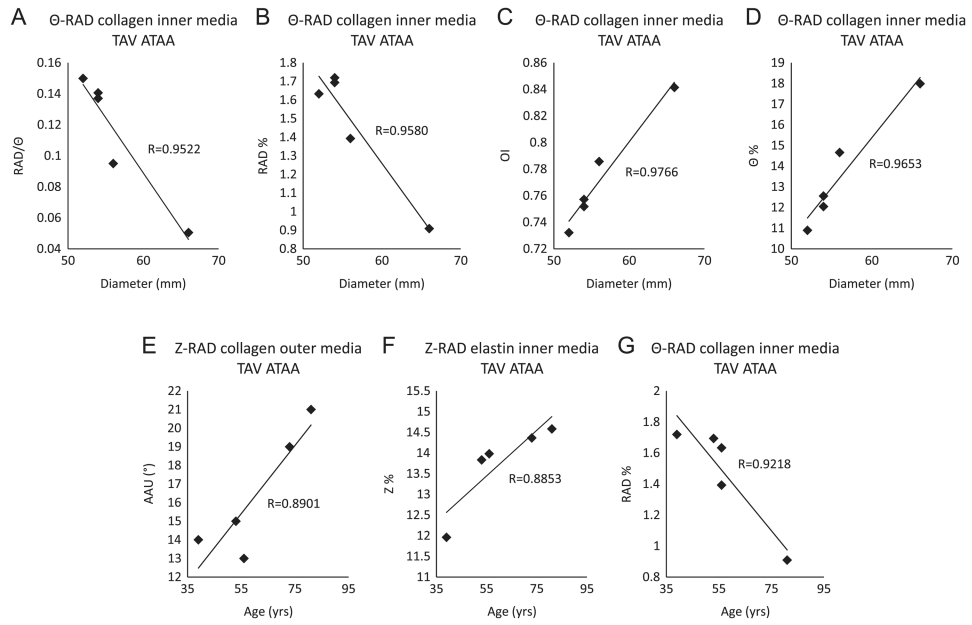 A Θ-RAD collagen inner media
TAV ATAA
0.16
0.14
0.12
0.1
0.08
0.06
0.04
50
60
70
RAD/Θ
R=0.9522
Diameter (mm)
B Θ-RAD collagen inner media
TAV ATAA
1.8
1.7
1.6
1.5
1.4
1.3
1.2
1.1
1
0.9
0.8
50
60
70
RAD %
R=0.9580
Diameter (mm)
C Θ-RAD collagen inner media
TAV ATAA
0.86
0.84
0.82
0.8
0.78
0.76
0.74
0.72
50
60
70
OI
R=0.9766
Diameter (mm)
D Θ-RAD collagen inner media
TAV ATAA
19
18
17
16
15
14
13
12
11
10
50
60
70
Θ %
R=0.9653
Diameter (mm)
E Z-RAD collagen outer media
TAV ATAA
22
21
20
19
18
17
16
15
14
13
12
35
55
75
95
AAU (°)
R=0.8901
Age (yrs)
F Z-RAD elastin inner media
TAV ATAA
15.5
15
14.5
14
13.5
13
12.5
12
11.5
11
35
55
75
95
Z %
R=0.8853
Age (yrs)
G Θ-RAD collagen inner media
TAV ATAA
2
1.8
1.6
1.4
1.2
1
0.8
35
55
75
95
RAD %
R=0.9218
Age (yrs)